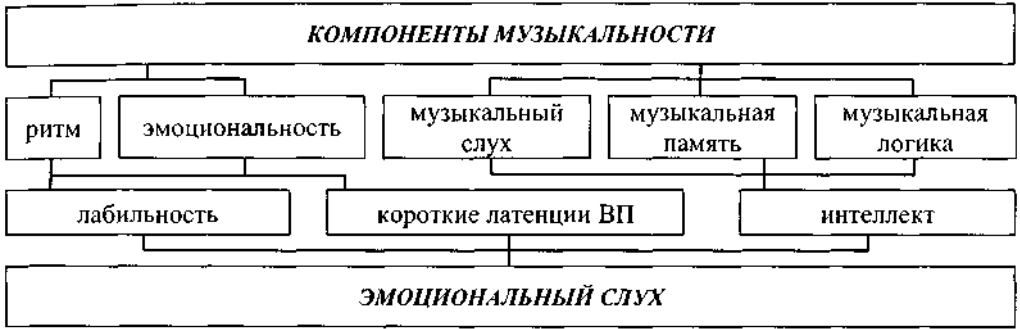 КОМПОНЕНТЫ МУЗЫКАЛЬНОСТИ
ритм
эмоциональность
музыкальный
слух
музыкальная
память
музыкальная
логика
лабильность
короткие латенции ВП
интеллект
ЭМОЦИОНАЛЬНЫЙ СЛУХ